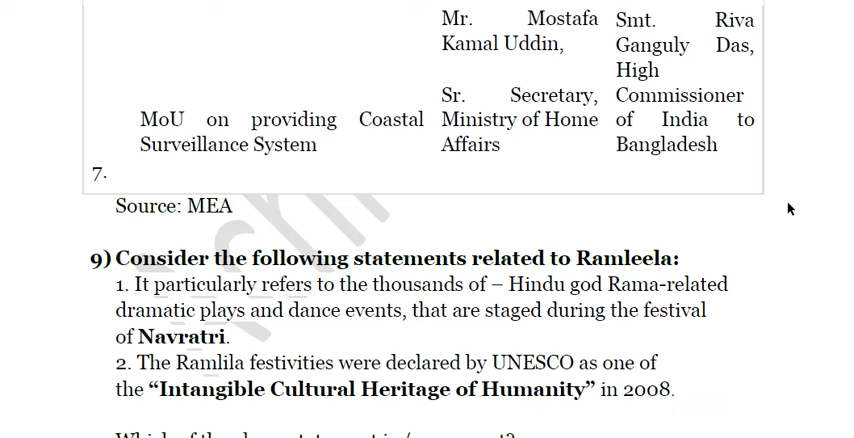 Mr. Mostafa Smt. Riva
Kamal Uddin, Ganguly Das,
High
Sr. Secretary, Commissioner
MoU on providing Coastal Ministry of Home of India to
Surveillance System Affairs Bangladesh
7.
Source: MEA
9) Consider the following statements related to Ramleela:
1. It particularly refers to the thousands of – Hindu god Rama-related
dramatic plays and dance events, that are staged during the festival
of Navratri.
2. The Ramlila festivities were declared by UNESCO as one of
the “Intangible Cultural Heritage of Humanity” in 2008.